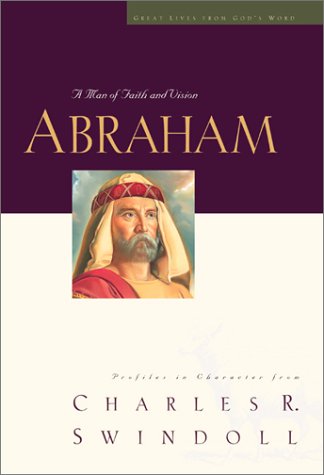 GREAT LIVES FROM GOD'S WORD
A Man of Faith and Vision
ABRAHAM
Profiles in Character from
CHARLES R.
SWINDOLL